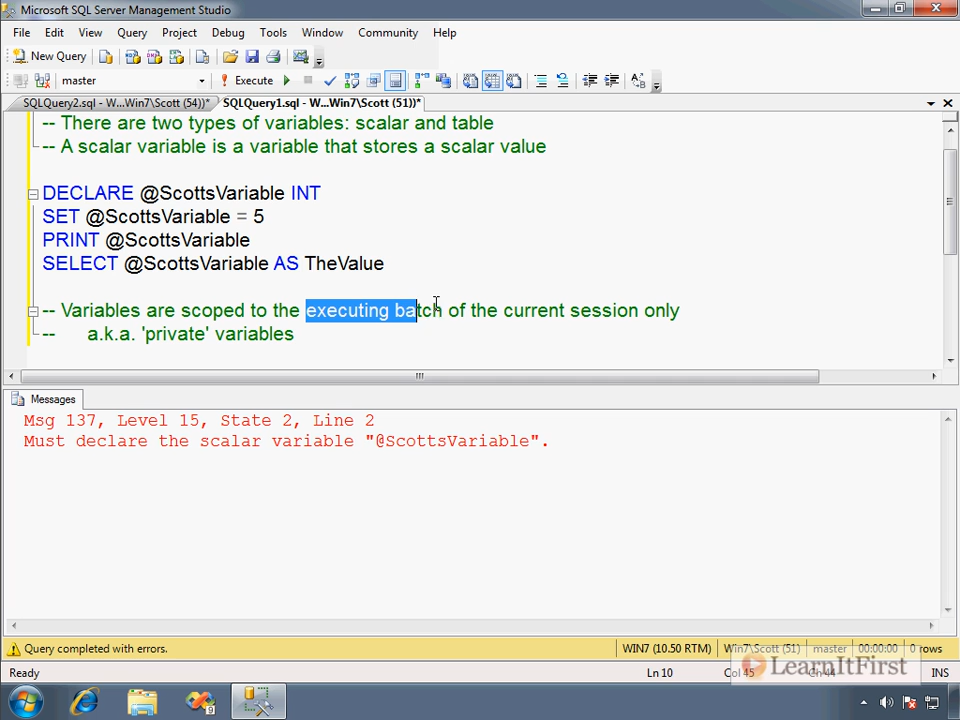 Microsoft SQL Server Management Studio
File Edit View Query Project Debug Tools Window Community Help
New Query
master Execute
SQLQuery2.sql - W...Win7\Scott (54))* SQLQuery1.sql - W...Win7\Scott (51))*
-- There are two types of variables: scalar and table
-- A scalar variable is a variable that stores a scalar value
DECLARE @ScottsVariable INT
SET @ScottsVariable = 5
PRINT @ScottsVariable
SELECT @ScottsVariable AS TheValue
-- Variables are scoped to the executing batch of the current session only
-- a.k.a. 'private' variables
Messages
Msg 137, Level 15, State 2, Line 2
Must declare the scalar variable "@ScottsVariable".
Query completed with errors. WIN7 (10.50 RTM) Win7\Scott (51) master 00:00:00 0 rows
Ready Ln 10 Col 45 Ch 44 INS
LearnItFirst